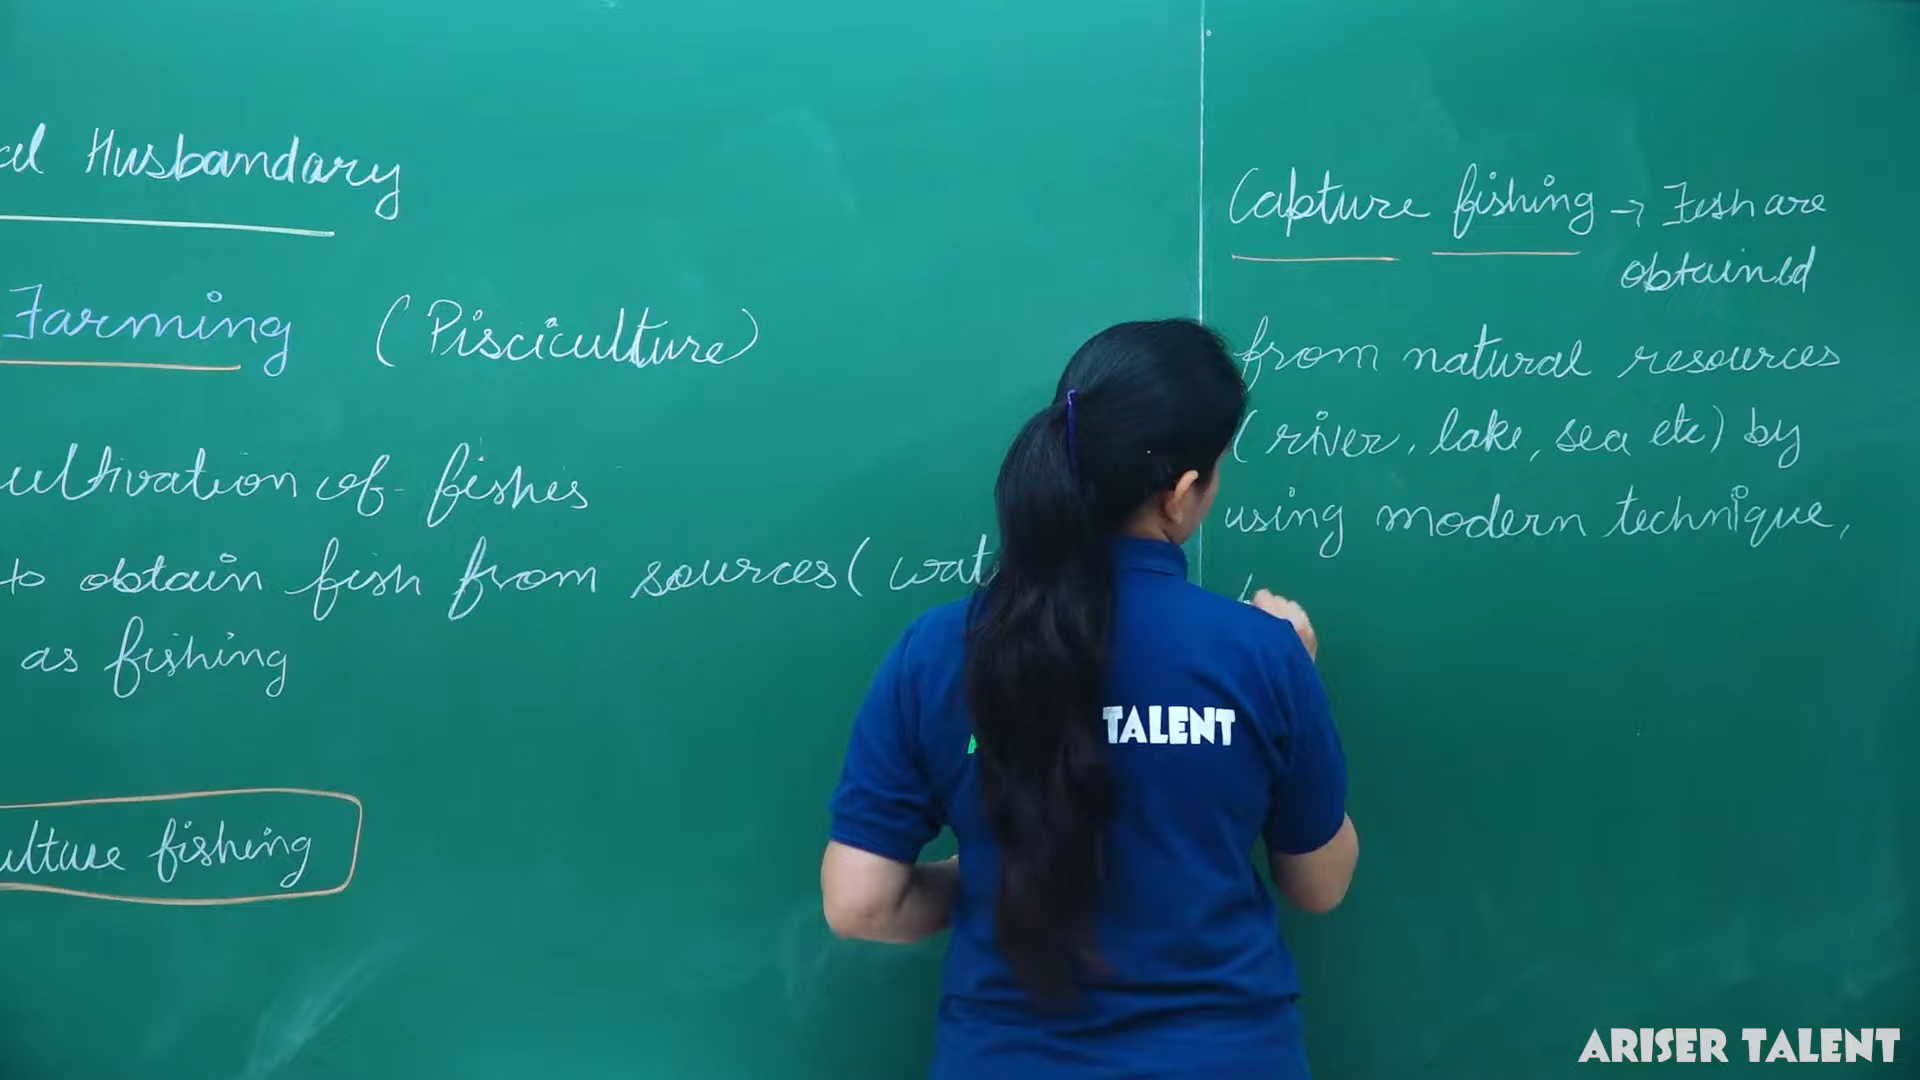 al Husbandary
Farming (Pisciculture)
ultivation of fishes
to obtain fish from sources (wat
as fishing
ulture fishing
Capture fishing → Fish are
obtained
from natural resources
(river, lake, sea etc) by
using modern technique,
TALENT
ARISER TALENT